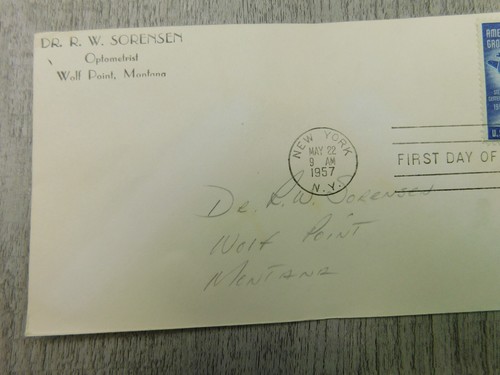 DR. R. W. SORENSEN
Optometrist
Wolf Point, Montana
NEW YORK
MAY 22
9 AM
1957
N.Y.
FIRST DAY OF
U.S
DR. R.W. SORENSEN
WOLF POINT
MONTANA